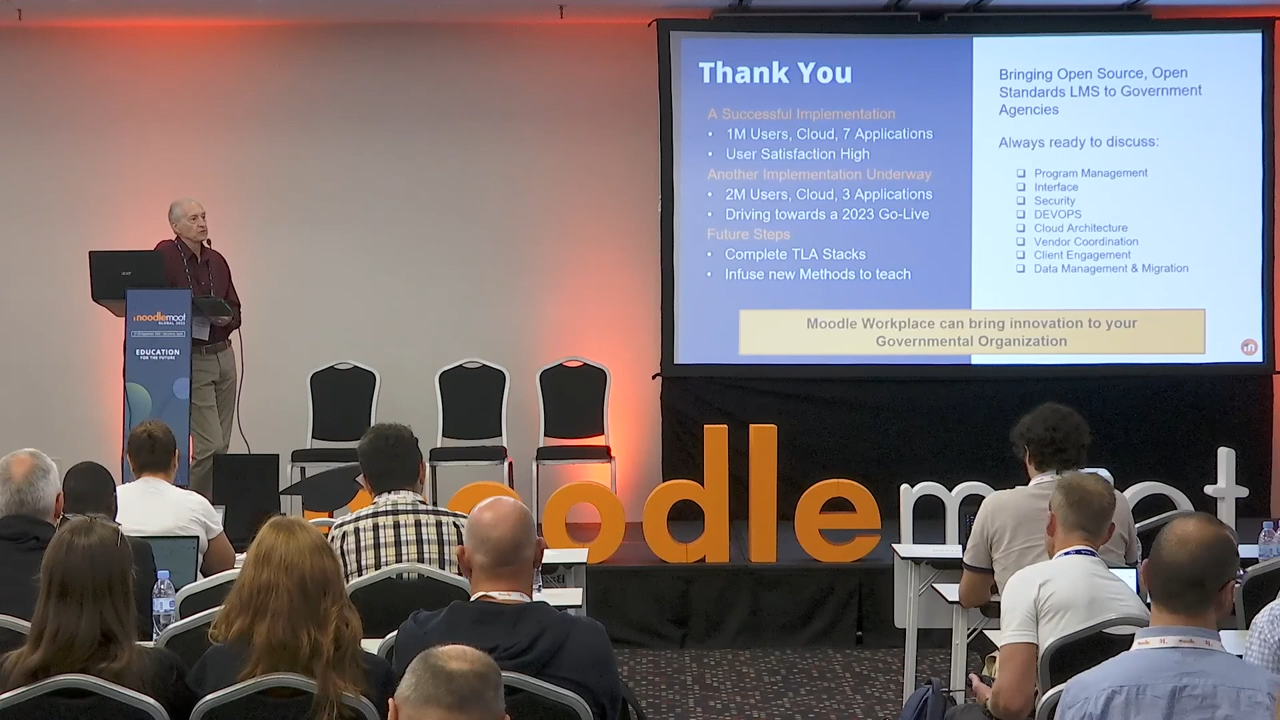 Thank You
A Successful Implementation
• 1M Users, Cloud, 7 Applications
• User Satisfaction High
Another Implementation Underway
• 2M Users, Cloud, 3 Applications
• Driving towards a 2023 Go-Live
Future Steps
• Complete TLA Stacks
• Infuse new Methods to teach
Bringing Open Source, Open
Standards LMS to Government
Agencies
Always ready to discuss:
❑ Program Management
❑ Interface
❑ Security
❑ DEVOPS
❑ Cloud Architecture
❑ Vendor Coordination
❑ Client Engagement
❑ Data Management & Migration
Moodle Workplace can bring innovation to your
Governmental Organization
acer
moodlemoot
GLOBAL 2022
EDUCATION
FOR THE FUTURE
moodlemoot